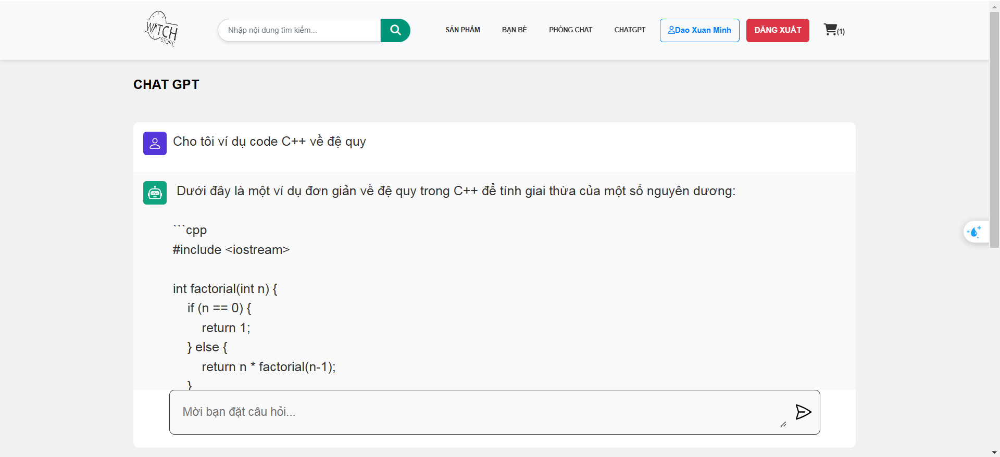 WATCH
STORE
Nhập nội dung tìm kiếm...
SẢN PHẨM
BẠN BÈ
PHÒNG CHAT
CHATGPT
Dao Xuan Minh
ĐĂNG XUẤT
(1)
CHAT GPT
Cho tôi ví dụ code C++ về đệ quy
Dưới đây là một ví dụ đơn giản về đệ quy trong C++ để tính giai thừa của một số nguyên dương:
```cpp
#include <iostream>
int factorial(int n) {
if (n == 0) {
return 1;
} else {
return n * factorial(n-1);
}
Mời bạn đặt câu hỏi...